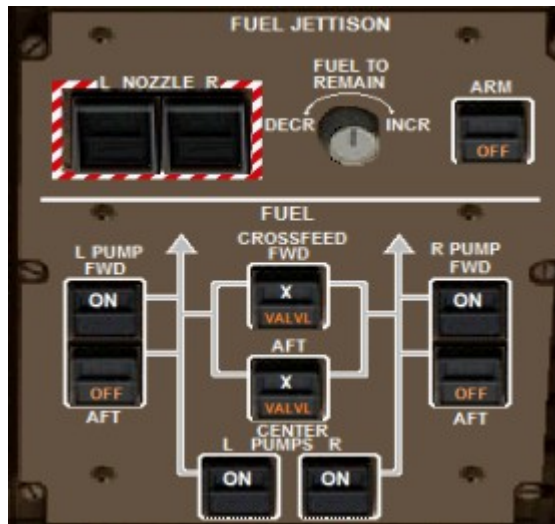 FUEL JETTISON
L NOZZLE R
FUEL TO
REMAIN
ARM
DECR
INCR
OFF
FUEL
CROSSFEED
FWD
L PUMP
FWD
R PUMP
FWD
ON
X
VALVL
ON
AFT
OFF
X
VALVL
OFF
AFT
AFT
CENTER
L PUMPS R
ON
ON